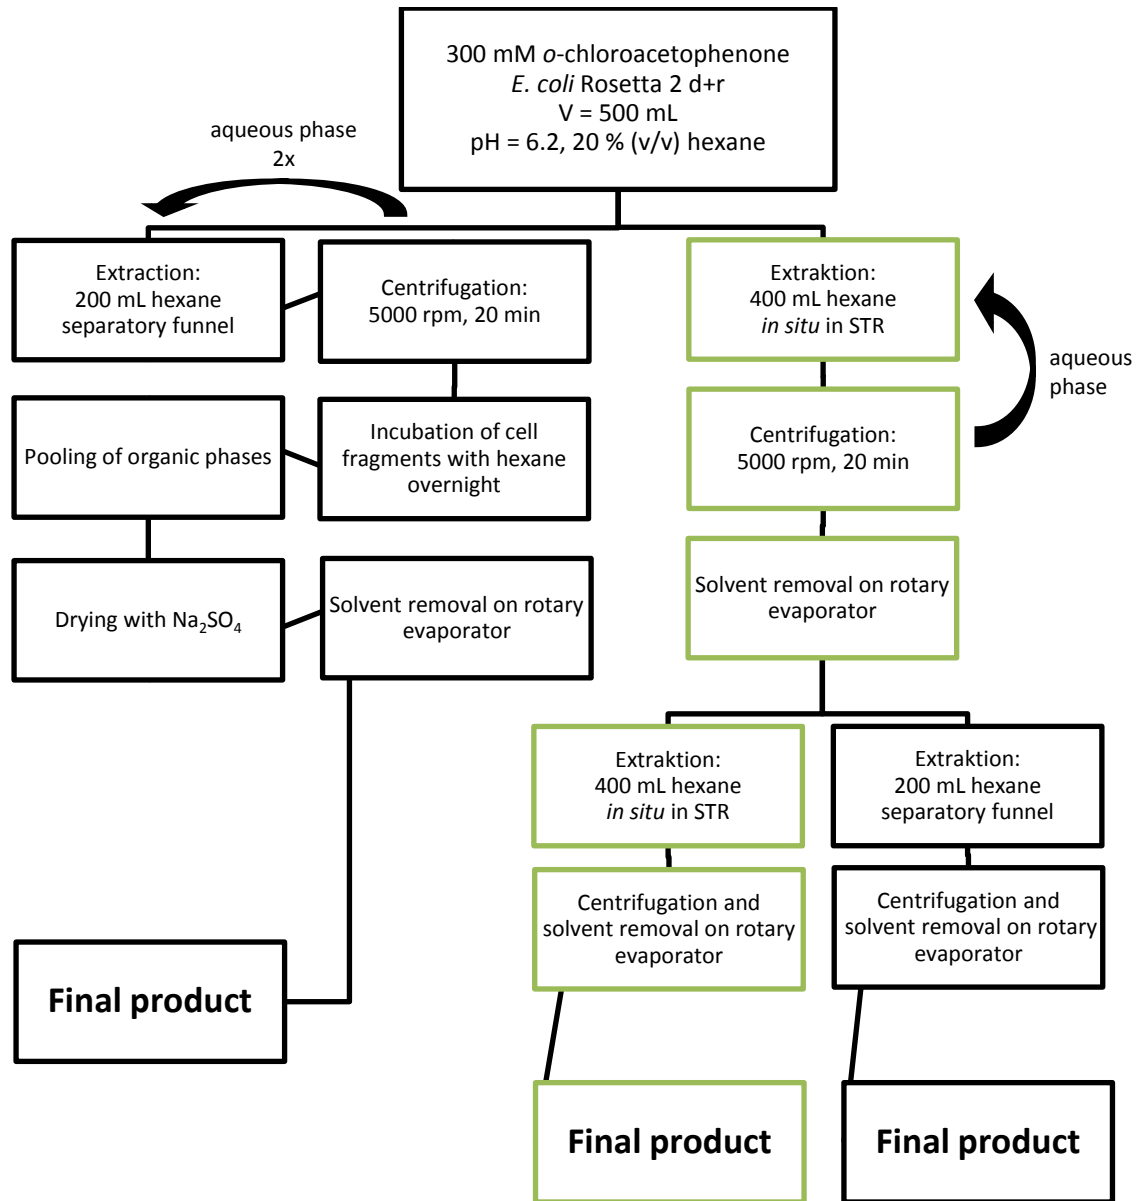 300 mM o-chloroacetophenone
E. coli Rosetta 2 d+r
V = 500 mL
pH = 6.2, 20 % (v/v) hexane
aqueous phase
2x
Extraction:
200 mL hexane
separatory funnel
Centrifugation:
5000 rpm, 20 min
Extraktion:
400 mL hexane
in situ in STR
aqueous
phase
Pooling of organic phases
Incubation of cell
fragments with hexane
overnight
Centrifugation:
5000 rpm, 20 min
Drying with Na₂SO₄
Solvent removal on rotary
evaporator
Solvent removal on rotary
evaporator
Extraktion:
400 mL hexane
in situ in STR
Extraktion:
200 mL hexane
separatory funnel
Centrifugation and
solvent removal on rotary
evaporator
Centrifugation and
solvent removal on rotary
evaporator
Final product
Final product
Final product